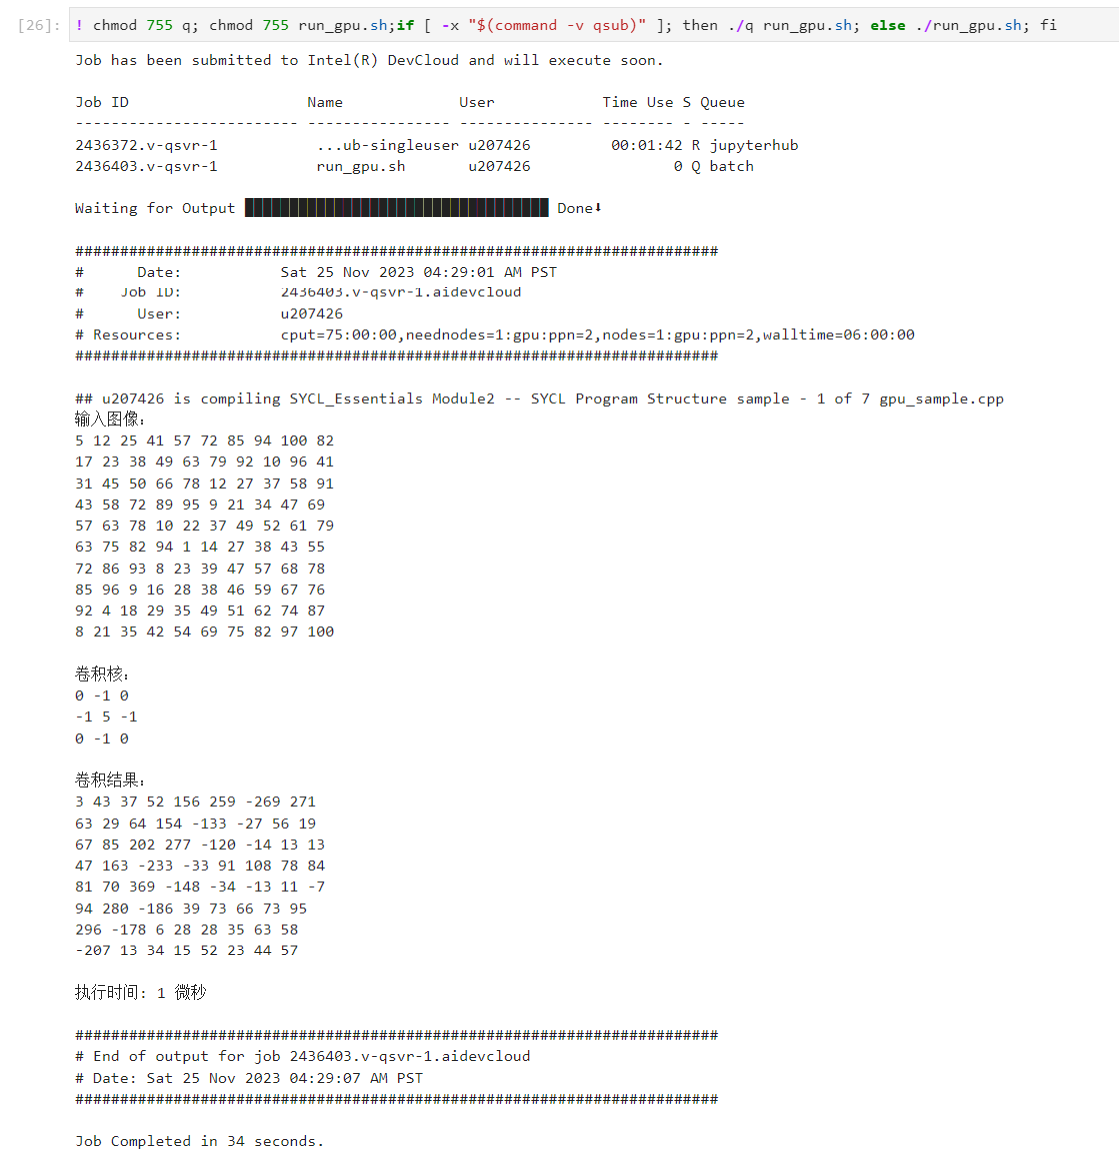 [26]: ! chmod 755 q; chmod 755 run_gpu.sh;if [ -x "$(command -v qsub)" ]; then ./q run_gpu.sh; else ./run_gpu.sh; fi
Job has been submitted to Intel(R) DevCloud and will execute soon.
Job ID                    Name             User            Time Use S Queue
------------------------- ---------------- --------------- -------- - -----
2436372.v-qsvr-1           ...ub-singleuser u207426         00:01:42 R jupyterhub
2436403.v-qsvr-1           run_gpu.sh       u207426                0 Q batch
Waiting for Output Done⬇
########################################################################
#      Date:           Sat 25 Nov 2023 04:29:01 AM PST
#    Job ID:           2436403.v-qsvr-1.aidevcloud
#      User:           u207426
# Resources:           cput=75:00:00,neednodes=1:gpu:ppn=2,nodes=1:gpu:ppn=2,walltime=06:00:00
########################################################################
## u207426 is compiling SYCL_Essentials Module2 -- SYCL Program Structure sample - 1 of 7 gpu_sample.cpp
输入图像:
5 12 25 41 57 72 85 94 100 82
17 23 38 49 63 79 92 10 96 41
31 45 50 66 78 12 27 37 58 91
43 58 72 89 95 9 21 34 47 69
57 63 78 10 22 37 49 52 61 79
63 75 82 94 1 14 27 38 43 55
72 86 93 8 23 39 47 57 68 78
85 96 9 16 28 38 46 59 67 76
92 4 18 29 35 49 51 62 74 87
8 21 35 42 54 69 75 82 97 100
卷积核:
0 -1 0
-1 5 -1
0 -1 0
卷积结果:
3 43 37 52 156 259 -269 271
63 29 64 154 -133 -27 56 19
67 85 202 277 -120 -14 13 13
47 163 -233 -33 91 108 78 84
81 70 369 -148 -34 -13 11 -7
94 280 -186 39 73 66 73 95
296 -178 6 28 28 35 63 58
-207 13 34 15 52 23 44 57
执行时间: 1 微秒
########################################################################
# End of output for job 2436403.v-qsvr-1.aidevcloud
# Date: Sat 25 Nov 2023 04:29:07 AM PST
########################################################################
Job Completed in 34 seconds.